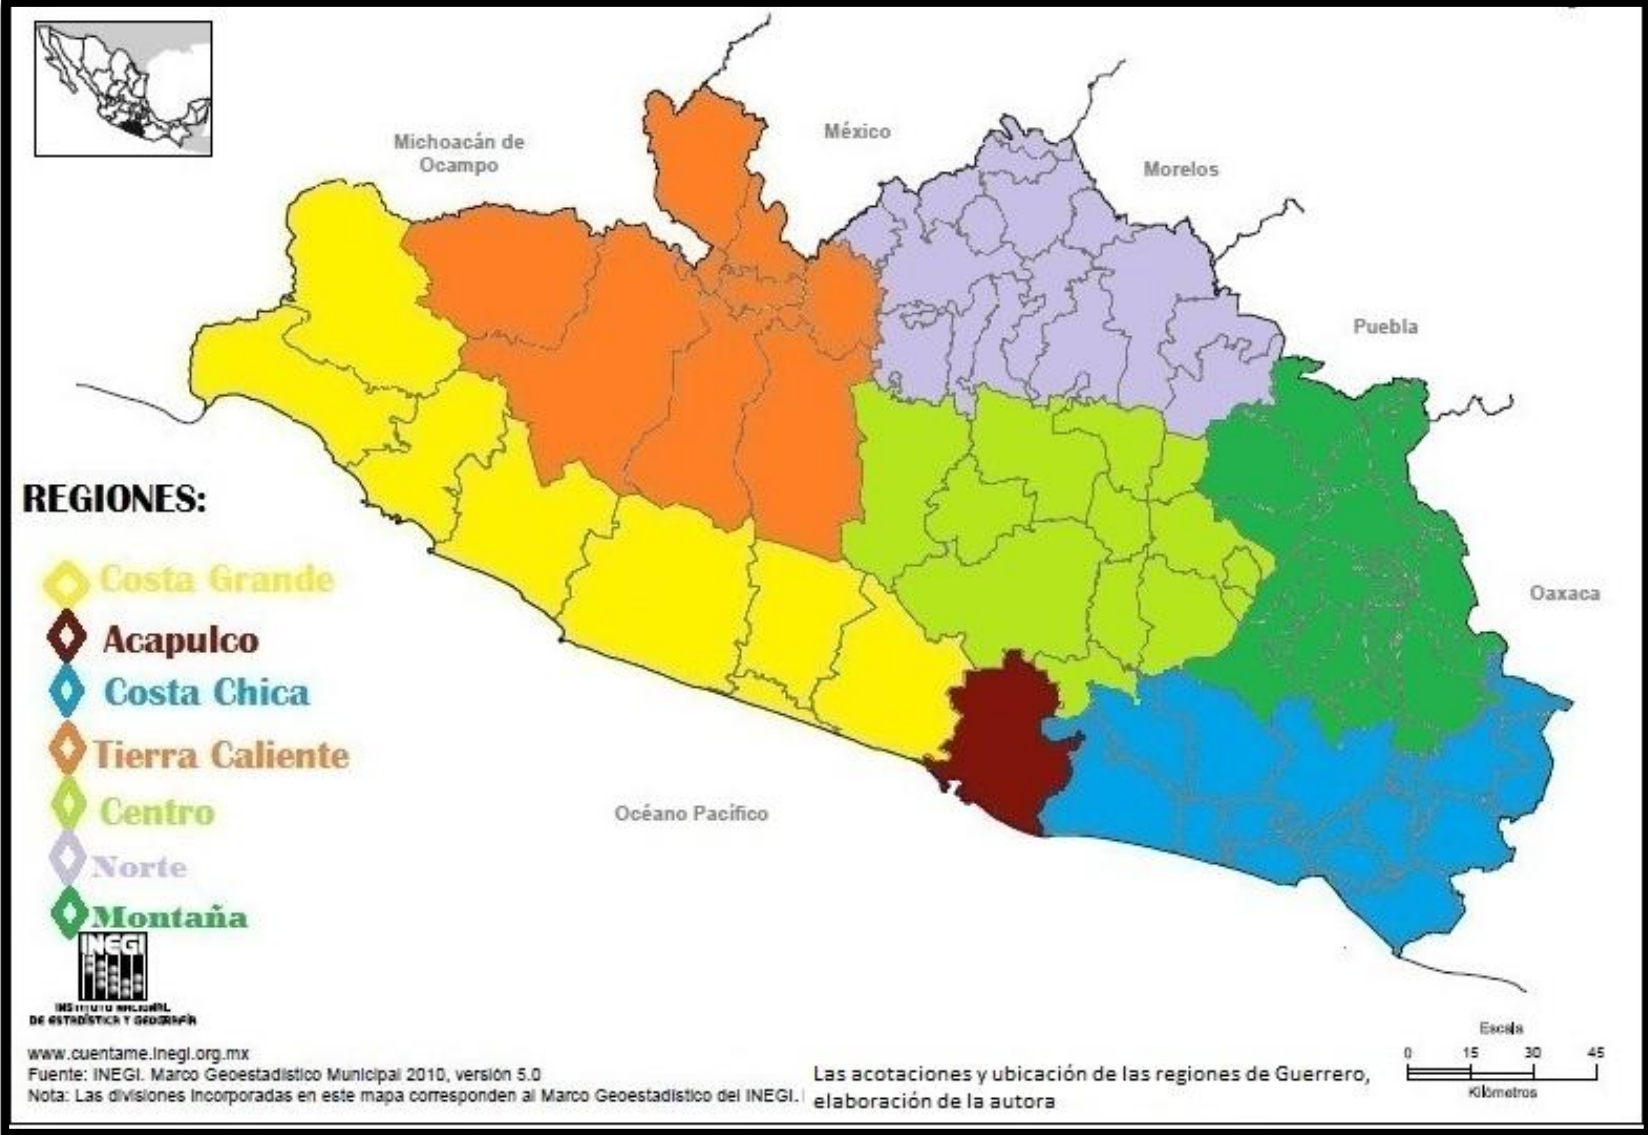 Michoacán de
Ocampo
México
Morelos
Puebla
Oaxaca
Océano Pacífico
REGIONES:
Costa Grande
Acapulco
Costa Chica
Tierra Caliente
Centro
Norte
Montaña
INEGI
INSTITUTO NACIONAL
DE ESTADÍSTICA Y GEOGRAFÍA
www.cuentame.inegi.org.mx
Fuente: INEGI. Marco Geoestadístico Municipal 2010, versión 5.0
Nota: Las divisiones incorporadas en este mapa corresponden al Marco Geoestadístico del INEGI.
Las acotaciones y ubicación de las regiones de Guerrero,
elaboración de la autora
Escala
0 15 30 45
Kilómetros